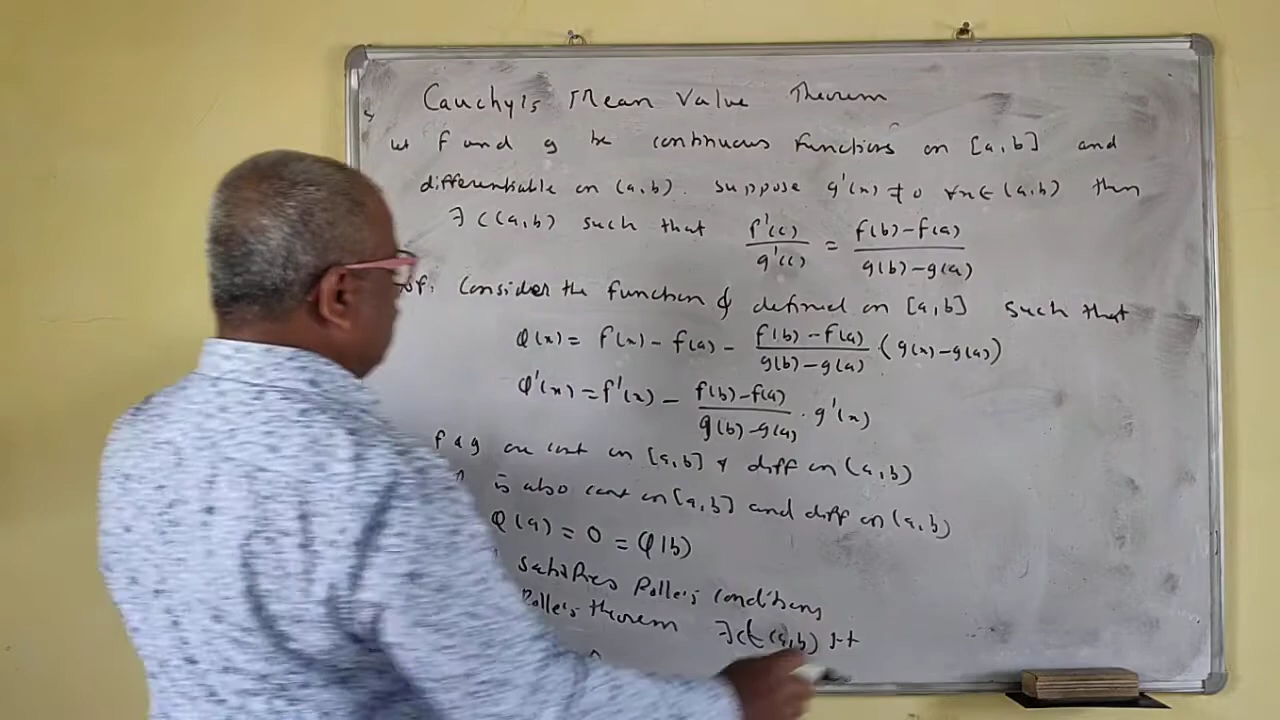 Cauchy's Mean Value Theorem
Let f and g be continuous functions on [a,b] and
differentiable on (a,b). Suppose g'(x) ≠ 0 ∀x∈(a,b) then
∃ c(a,b) such that f'(c)/g'(c) = (f(b)-f(a))/(g(b)-g(a))
of: Consider the function ϕ defined on [a,b] such that
φ(x) = f(x) - f(a) - (f(b)-f(a))/(g(b)-g(a)) . (g(x)-g(a))
φ'(x) = f'(x) - (f(b)-f(a))/(g(b)-g(a)) . g'(x)
f & g are cont on [a,b] & diff on (a,b)
is also cont on [a,b] and diff on (a,b)
φ(a) = 0 = φ(b)
satisfies Rolle's conditions
Rolle's theorem ∃ c∈(a,b) s.t